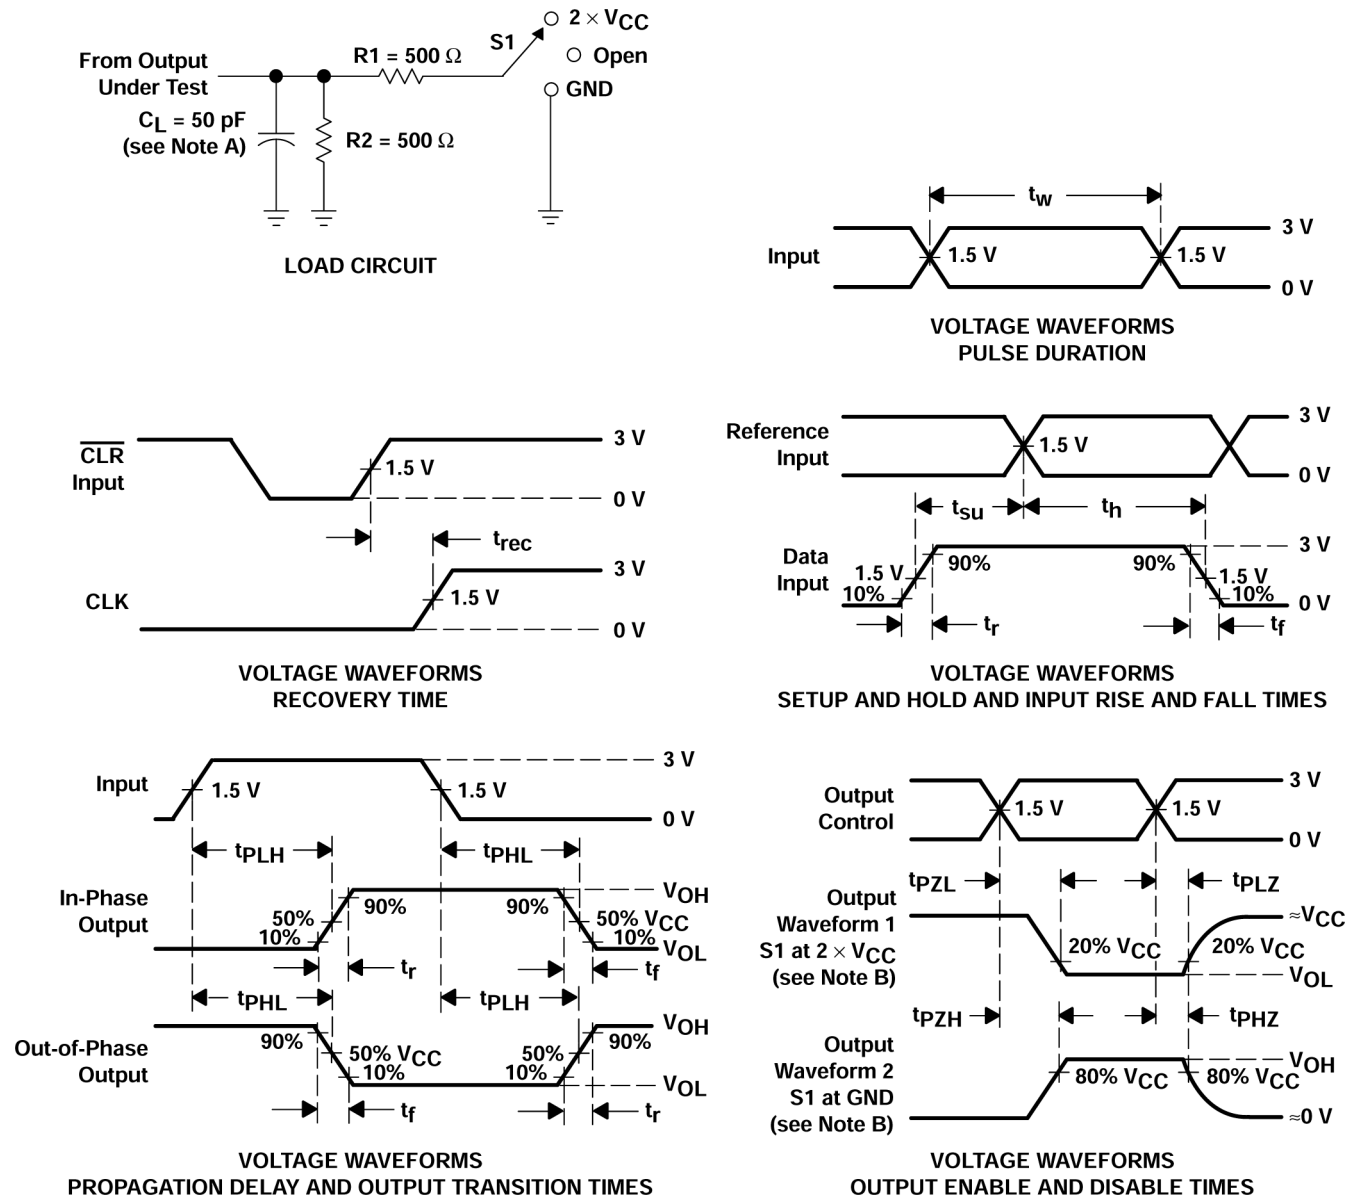 2 × VCC
S1
Open
From Output
Under Test
R1 = 500 Ω
GND
CL = 50 pF
(see Note A)
R2 = 500 Ω
LOAD CIRCUIT
tw
Input
3 V
1.5 V
1.5 V
0 V
VOLTAGE WAVEFORMS
PULSE DURATION
CLR
Input
3 V
1.5 V
0 V
trec
CLK
3 V
1.5 V
0 V
VOLTAGE WAVEFORMS
RECOVERY TIME
Reference
Input
3 V
1.5 V
0 V
tsu
th
Data
Input
3 V
90%
90%
1.5 V
1.5 V
10%
10%
0 V
tr
tf
VOLTAGE WAVEFORMS
SETUP AND HOLD AND INPUT RISE AND FALL TIMES
Input
3 V
1.5 V
1.5 V
0 V
tPLH
tPHL
In-Phase
Output
VOH
90%
90%
50%
50% VCC
10%
10%
VOL
tr
tf
tPHL
tPLH
Out-of-Phase
Output
VOH
90%
90%
50% VCC
50%
10%
10%
VOL
tf
tr
VOLTAGE WAVEFORMS
PROPAGATION DELAY AND OUTPUT TRANSITION TIMES
Output
Control
3 V
1.5 V
1.5 V
0 V
tPZL
tPLZ
Output
Waveform 1
S1 at 2 × VCC
(see Note B)
≈VCC
20% VCC
20% VCC
VOL
tPZH
tPHZ
Output
Waveform 2
S1 at GND
(see Note B)
VOH
80% VCC
80% VCC
≈0 V
VOLTAGE WAVEFORMS
OUTPUT ENABLE AND DISABLE TIMES